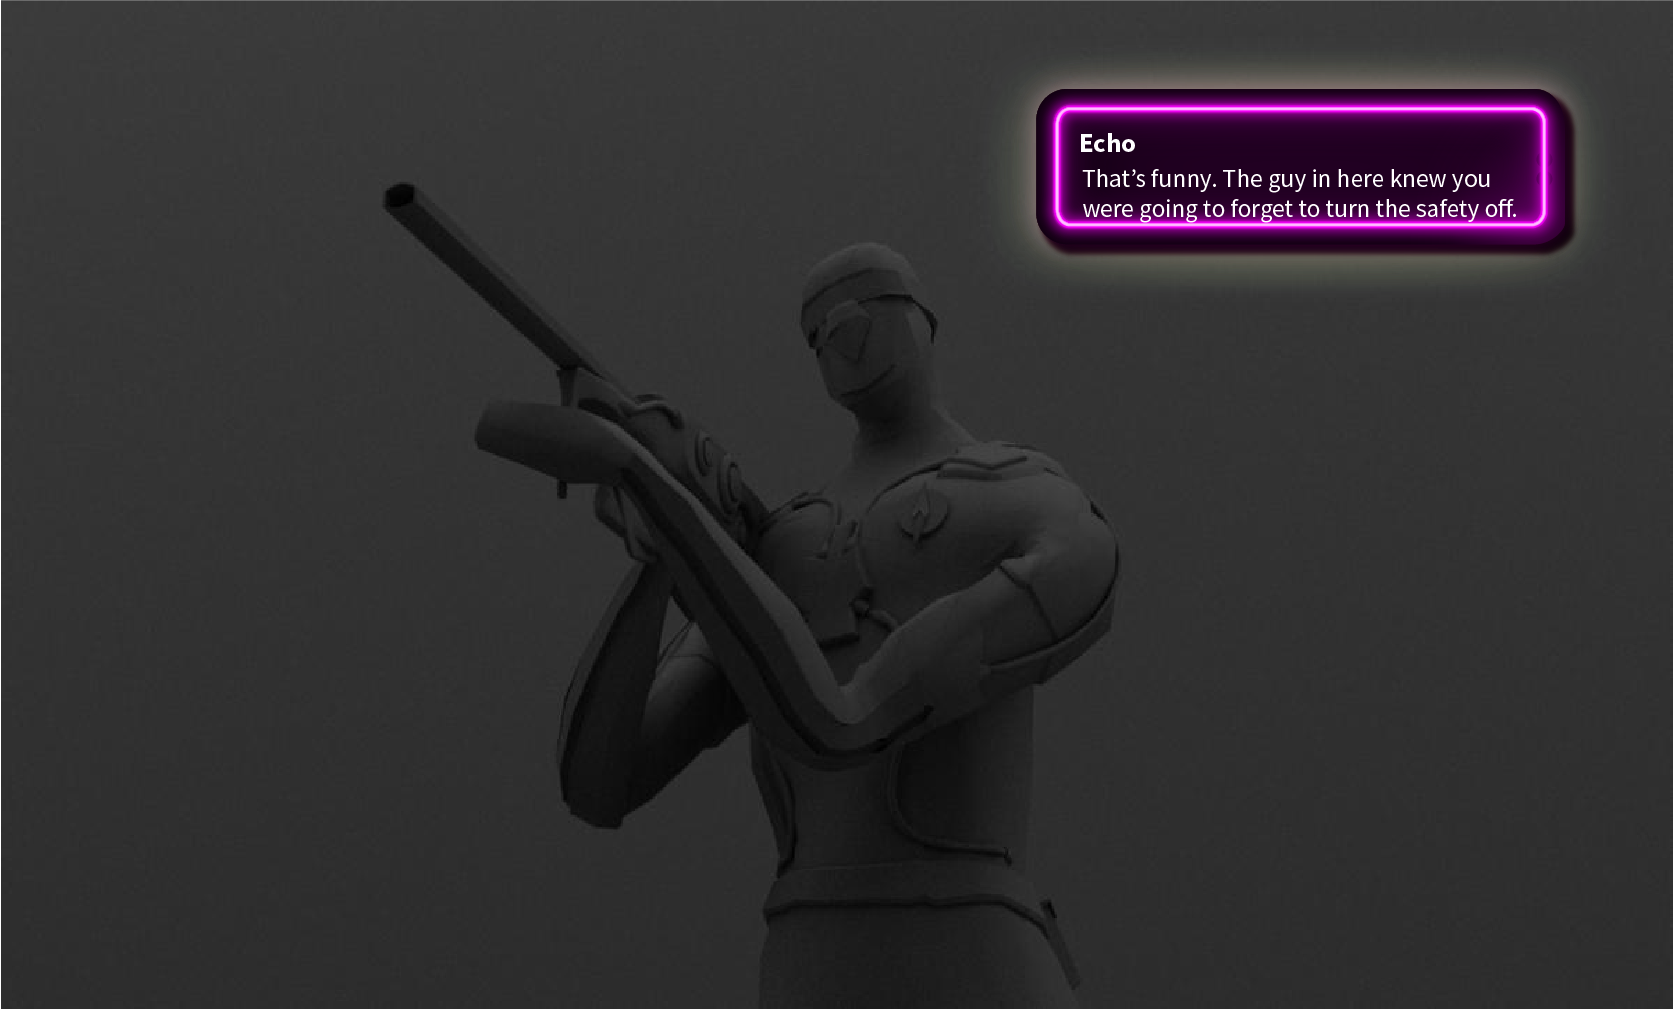 Echo
That’s funny. The guy in here knew you
were going to forget to turn the safety off.